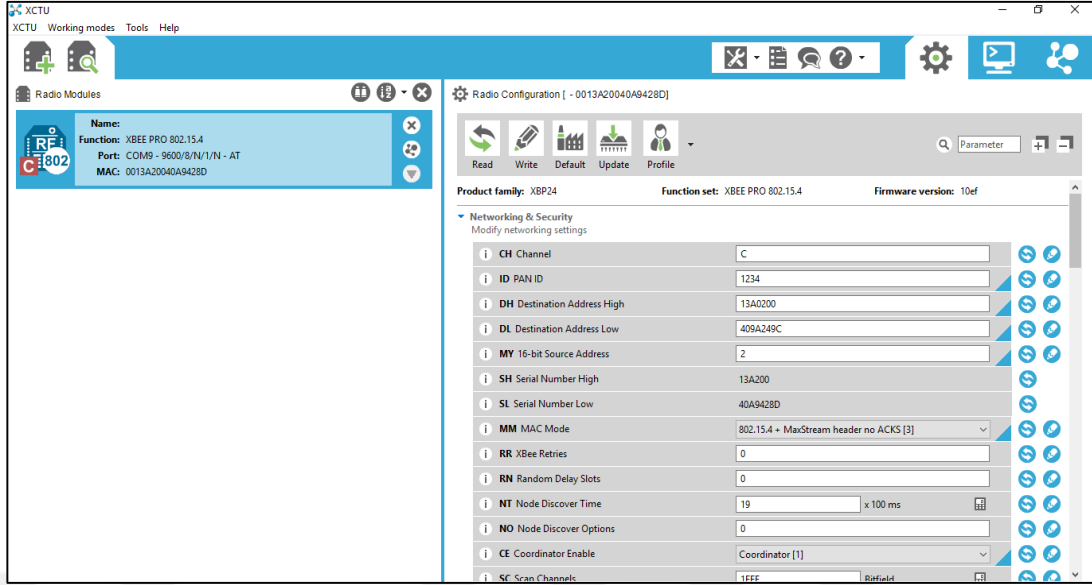 XCTU
XCTU Working modes Tools Help
Radio Modules
Name:
Function: XBEE PRO 802.15.4
Port: COM9 - 9600/8/N/1/N - AT
MAC: 0013A20040A9428D
RF
C 802
Radio Configuration [ - 0013A20040A9428D]
Read Write Default Update Profile
Parameter
Product family: XBP24 Function set: XBEE PRO 802.15.4 Firmware version: 10ef
Networking & Security
Modify networking settings
i CH Channel C
i ID PAN ID 1234
i DH Destination Address High 13A0200
i DL Destination Address Low 409A249C
i MY 16-bit Source Address 2
i SH Serial Number High 13A200
i SL Serial Number Low 40A9428D
i MM MAC Mode 802.15.4 + MaxStream header no ACKS [3]
i RR XBee Retries 0
i RN Random Delay Slots 0
i NT Node Discover Time 19 x 100 ms
i NO Node Discover Options 0
i CE Coordinator Enable Coordinator [1]
i SC Scan Channels 1FFE Bitfield